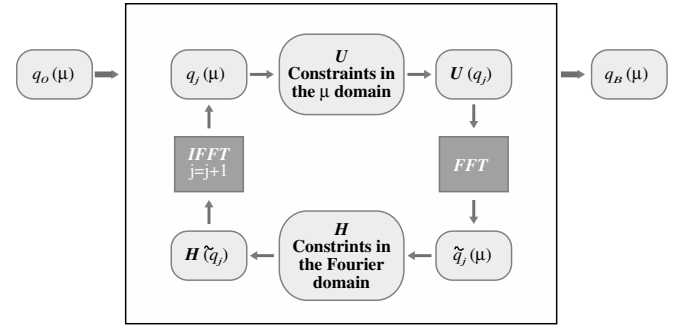 q_O(μ)
q_j(μ)
U
Constraints in
the μ domain
U(q_j)
q_B(μ)
IFFT
j=j+1
FFT
H(q̃_j)
H
Constrints in
the Fourier
domain
q̃_j(μ)